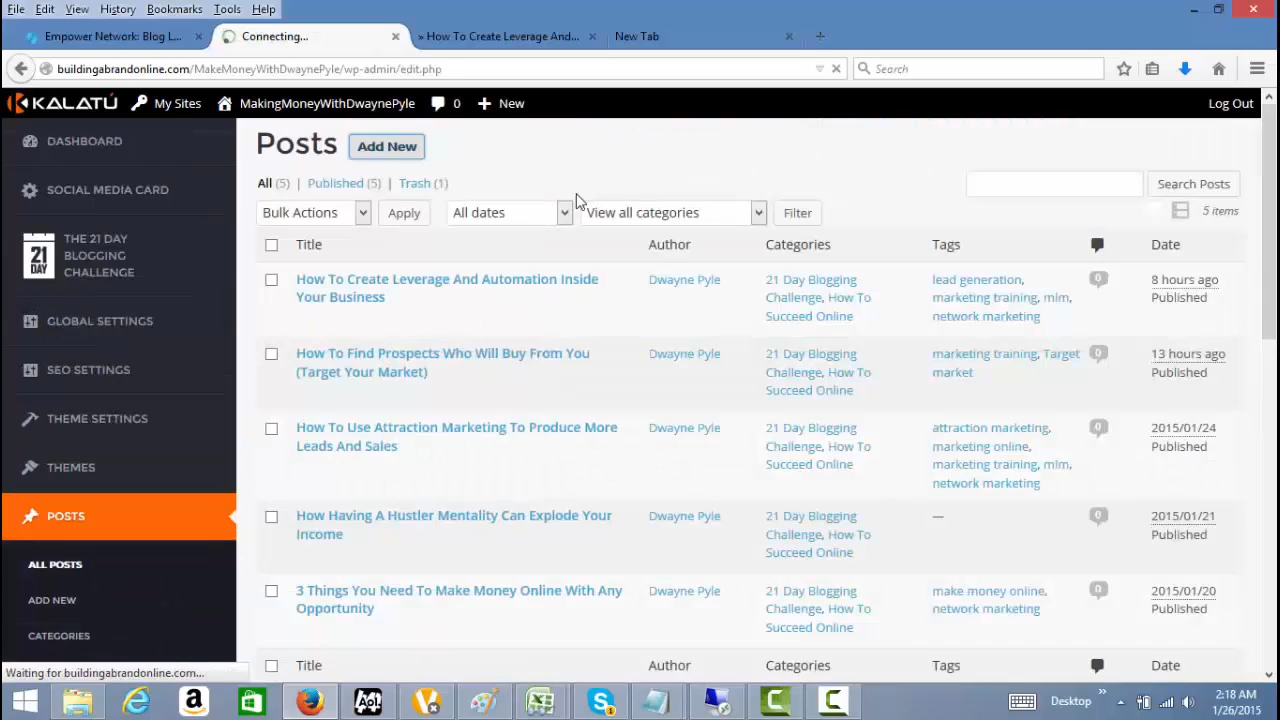 File Edit View History Bookmarks Tools Help
Empower Network: Blog L... × Connecting... × » How To Create Leverage And... × New Tab × +
buildingabrandonline.com/MakeMoneyWithDwaynePyle/wp-admin/edit.php Search
KALATÚ My Sites MakingMoneyWithDwaynePyle 0 + New Log Out
DASHBOARD
SOCIAL MEDIA CARD
21 DAY
THE 21 DAY
BLOGGING
CHALLENGE
GLOBAL SETTINGS
SEO SETTINGS
THEME SETTINGS
THEMES
POSTS
ALL POSTS
ADD NEW
CATEGORIES
Posts Add New
All (5) | Published (5) | Trash (1)
Search Posts
Bulk Actions Apply All dates View all categories Filter 5 items
Title Author Categories Tags Date
How To Create Leverage And Automation Inside Dwayne Pyle 21 Day Blogging lead generation, 0 8 hours ago
Your Business Challenge, How To marketing training, mlm, Published
Succeed Online network marketing
How To Find Prospects Who Will Buy From You Dwayne Pyle 21 Day Blogging marketing training, Target 0 13 hours ago
(Target Your Market) Challenge, How To market Published
Succeed Online
How To Use Attraction Marketing To Produce More Dwayne Pyle 21 Day Blogging attraction marketing, 0 2015/01/24
Leads And Sales Challenge, How To marketing online, Published
Succeed Online marketing training, mlm,
network marketing
How Having A Hustler Mentality Can Explode Your Dwayne Pyle 21 Day Blogging — 0 2015/01/21
Income Challenge, How To Published
Succeed Online
3 Things You Need To Make Money Online With Any Dwayne Pyle 21 Day Blogging make money online, 0 2015/01/20
Opportunity Challenge, How To network marketing Published
Succeed Online
Title Author Categories Tags Date
Waiting for buildingabrandonline.com...
Desktop 2:18 AM
1/26/2015